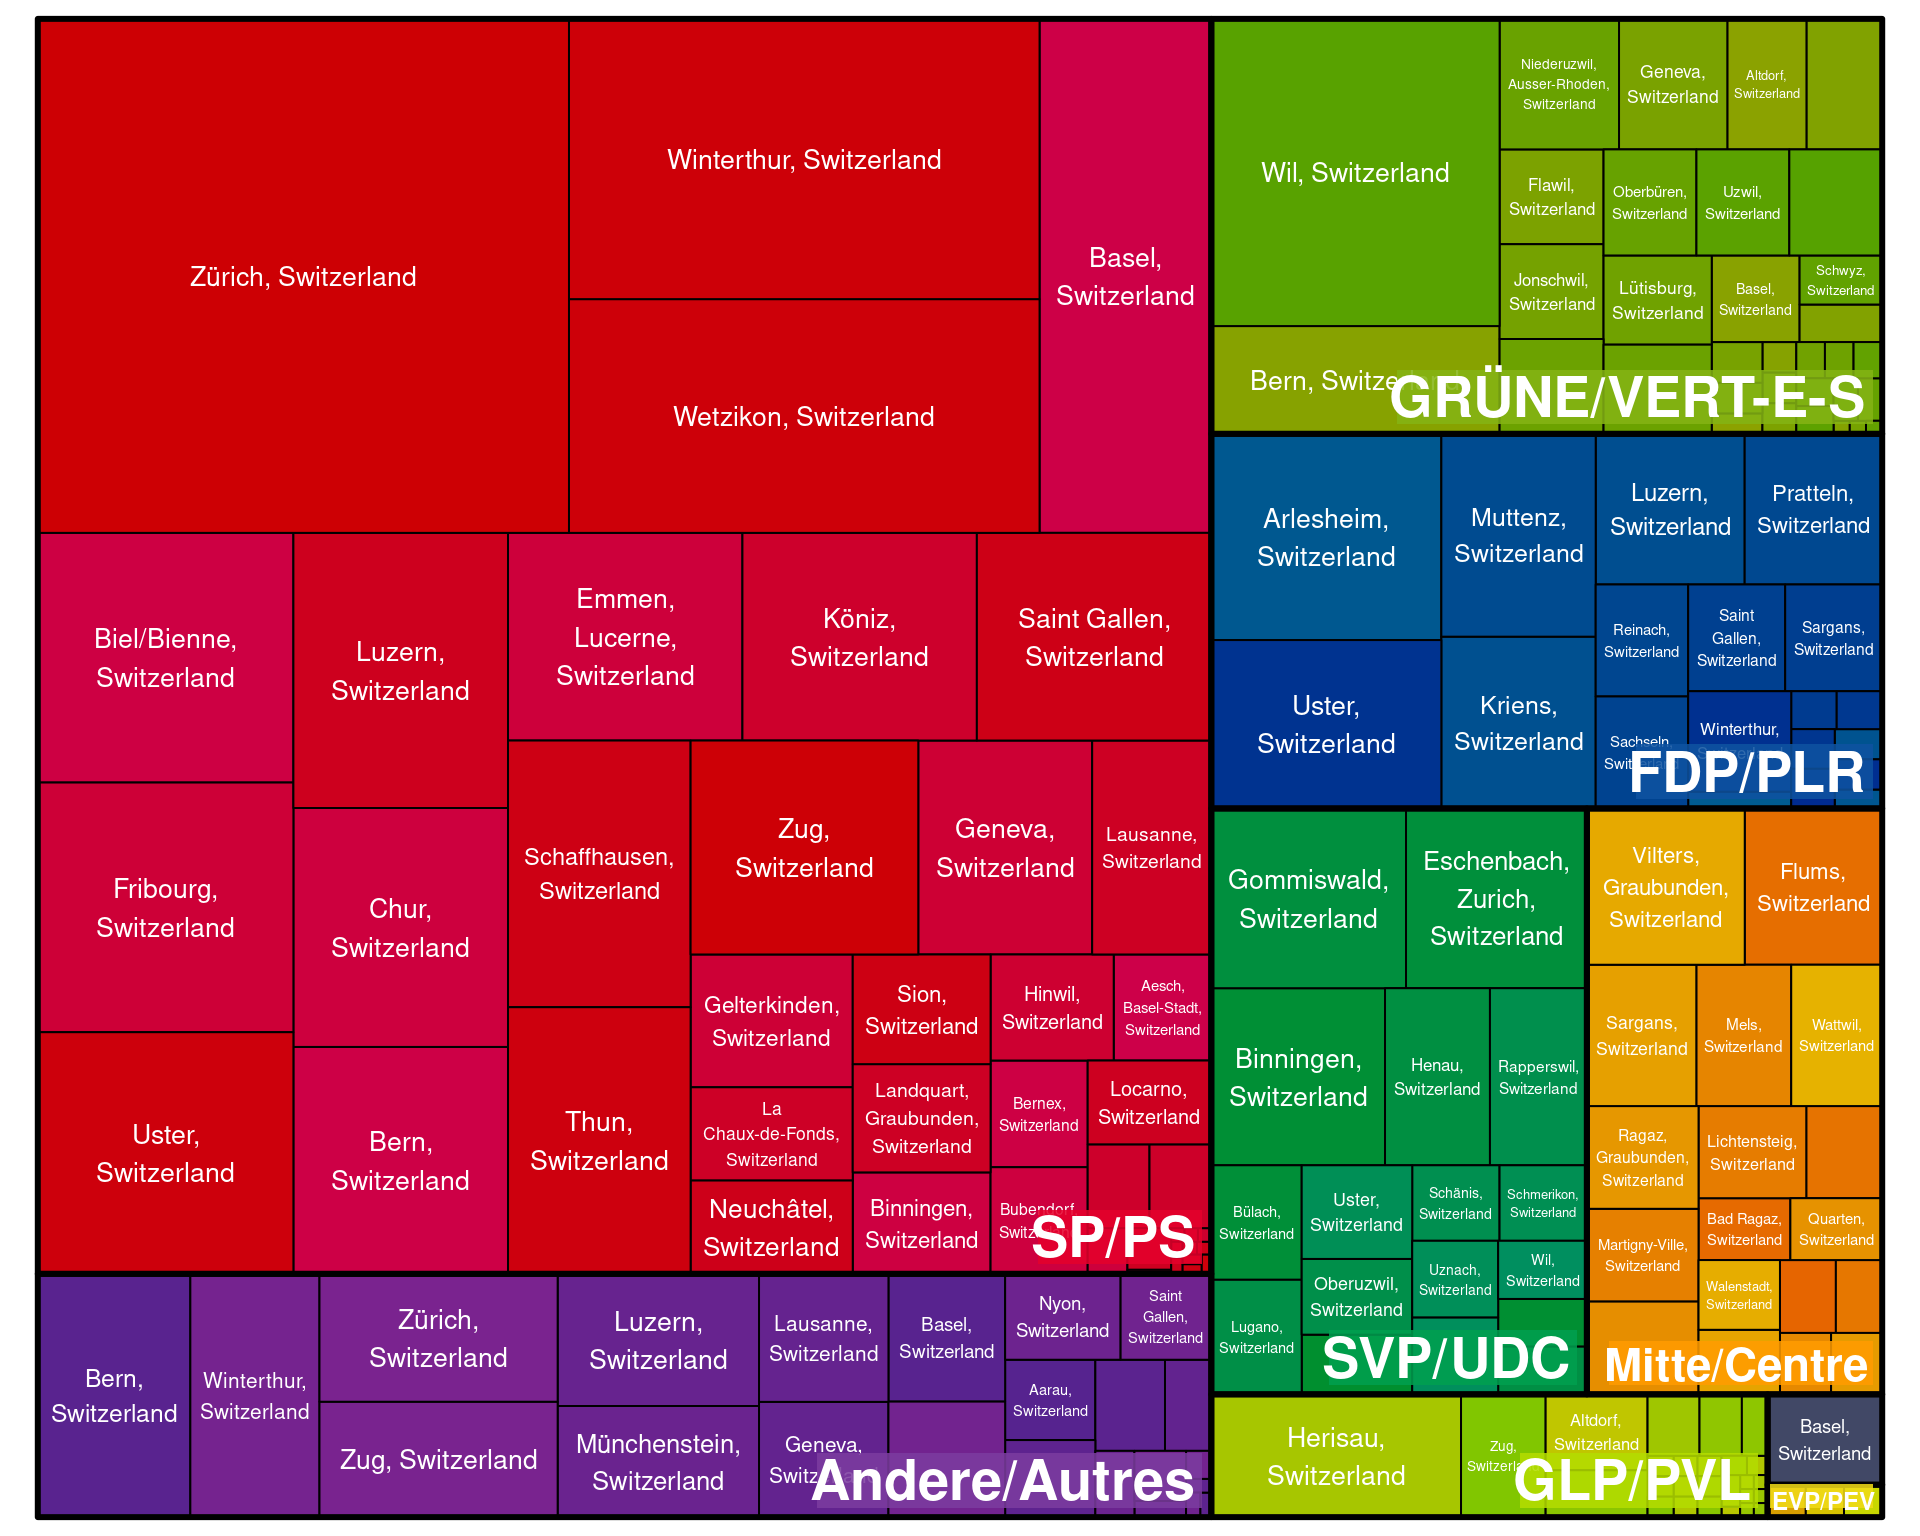 Zürich, Switzerland
Winterthur, Switzerland
Wetzikon, Switzerland
Basel,
Switzerland
Biel/Bienne,
Switzerland
Fribourg,
Switzerland
Uster,
Switzerland
Luzern,
Switzerland
Chur,
Switzerland
Bern,
Switzerland
Emmen,
Lucerne,
Switzerland
Köniz,
Switzerland
Saint Gallen,
Switzerland
Schaffhausen,
Switzerland
Thun,
Switzerland
Zug,
Switzerland
Geneva,
Switzerland
Lausanne,
Switzerland
Gelterkinden,
Switzerland
La
Chaux-de-Fonds,
Switzerland
Neuchâtel,
Switzerland
Sion,
Switzerland
Landquart,
Graubunden,
Switzerland
Binningen,
Switzerland
Hinwil,
Switzerland
Aesch,
Basel-Stadt,
Switzerland
Bernex,
Switzerland
Locarno,
Switzerland
Bubendorf,
SP/PS
Bern,
Switzerland
Winterthur,
Switzerland
Zürich,
Switzerland
Zug, Switzerland
Luzern,
Switzerland
Münchenstein,
Switzerland
Lausanne,
Switzerland
Geneva,
Basel,
Switzerland
Nyon,
Switzerland
Saint
Gallen,
Switzerland
Aarau,
Switzerland
Andere/Autres
Wil, Switzerland
Bern, Switzerland
Niederuzwil,
Ausser-Rhoden,
Switzerland
Geneva,
Switzerland
Altdorf,
Switzerland
Flawil,
Switzerland
Oberbüren,
Switzerland
Uzwil,
Switzerland
Jonschwil,
Switzerland
Lütisburg,
Switzerland
Basel,
Switzerland
Schwyz,
Switzerland
GRÜNE/VERT-E-S
Arlesheim,
Switzerland
Uster,
Switzerland
Muttenz,
Switzerland
Kriens,
Switzerland
Luzern,
Switzerland
Pratteln,
Switzerland
Reinach,
Switzerland
Saint
Gallen,
Switzerland
Sargans,
Switzerland
Sachseln,
Winterthur,
Switzerland
FDP/PLR
Gommiswald,
Switzerland
Eschenbach,
Zurich,
Switzerland
Binningen,
Switzerland
Henau,
Switzerland
Rapperswil,
Switzerland
Bülach,
Switzerland
Lugano,
Switzerland
Uster,
Switzerland
Oberuzwil,
Switzerland
Schänis,
Switzerland
Schmerikon,
Switzerland
Uznach,
Switzerland
Wil,
Switzerland
SVP/UDC
Vilters,
Graubunden,
Switzerland
Flums,
Switzerland
Sargans,
Switzerland
Mels,
Switzerland
Wattwil,
Switzerland
Ragaz,
Graubunden,
Switzerland
Lichtensteig,
Switzerland
Martigny-Ville,
Switzerland
Bad Ragaz,
Switzerland
Quarten,
Switzerland
Walenstadt,
Switzerland
Mitte/Centre
Herisau,
Switzerland
Zug,
Switzerland
Altdorf,
Switzerland
GLP/PVL
Basel,
Switzerland
EVP/PEV